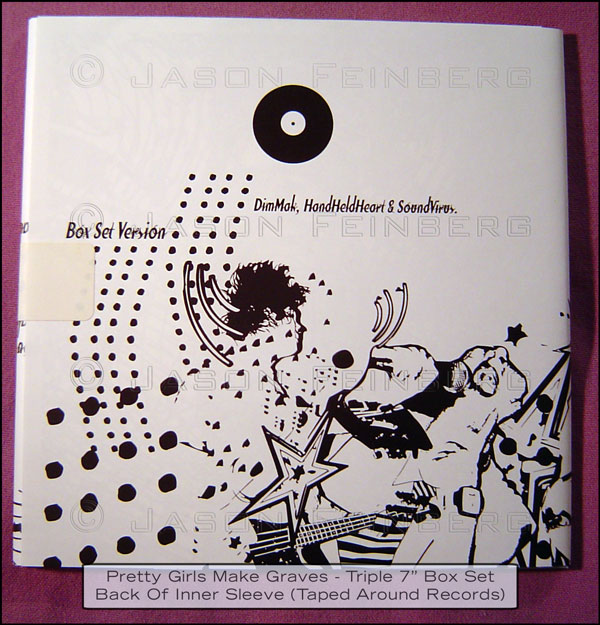 © JASON FEINBERG
DimMak, HandHeldHeart & SoundVirus.
© JASON FEINBERG
Box Set Version
© JASON FEINBERG
© JASON FEINBERG
Pretty Girls Make Graves - Triple 7” Box Set
Back Of Inner Sleeve (Taped Around Records)